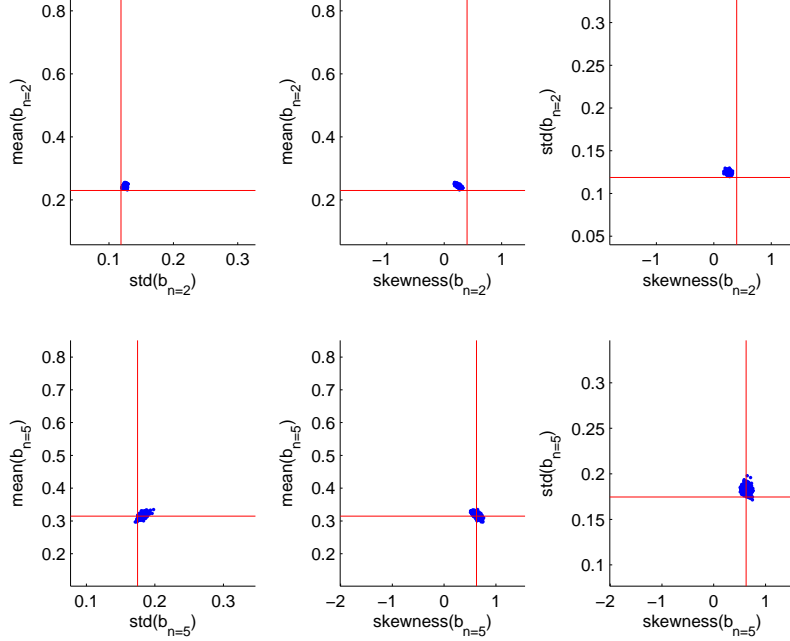 0.8
0.6
0.4
0.2
mean(b_{n=2})
0.1 0.2 0.3
std(b_{n=2})
0.8
0.6
0.4
0.2
mean(b_{n=2})
−1 0 1
skewness(b_{n=2})
0.3
0.25
0.2
0.15
0.1
0.05
std(b_{n=2})
−1 0 1
skewness(b_{n=2})
0.8
0.7
0.6
0.5
0.4
0.3
0.2
mean(b_{n=5})
0.1 0.2 0.3
std(b_{n=5})
0.8
0.7
0.6
0.5
0.4
0.3
0.2
mean(b_{n=5})
−2 −1 0 1
skewness(b_{n=5})
0.3
0.25
0.2
0.15
0.1
std(b_{n=5})
−2 −1 0 1
skewness(b_{n=5})